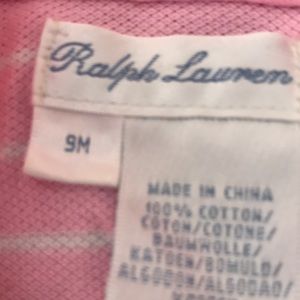 Ralph Lauren
9M
MADE IN CHINA
100% COTTON/
COTON/COTONE/
BAUMWOLLE/
KATOEN/BOMULD/
ALGODON/ALGODAO/